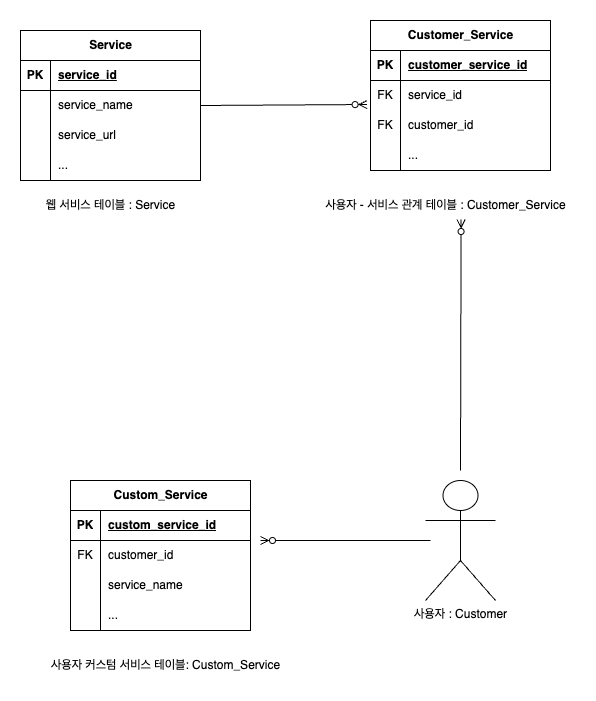 Service
PK service_id
service_name
service_url
...
웹 서비스 테이블 : Service
Customer_Service
PK customer_service_id
FK service_id
FK customer_id
...
사용자 - 서비스 관계 테이블 : Customer_Service
Custom_Service
PK custom_service_id
FK customer_id
service_name
...
사용자 커스텀 서비스 테이블: Custom_Service
사용자 : Customer